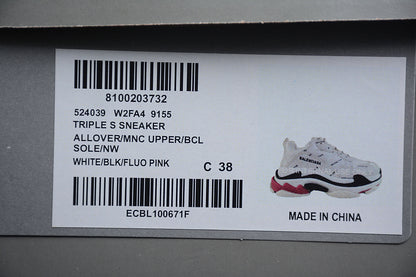 8100203732
524039 W2FA4 9155
TRIPLE S SNEAKER
ALLOVER/MNC UPPER/BCL
SOLE/NW
WHITE/BLK/FLUO PINK C 38
BALENCIAGA
ECBL100671F
MADE IN CHINA